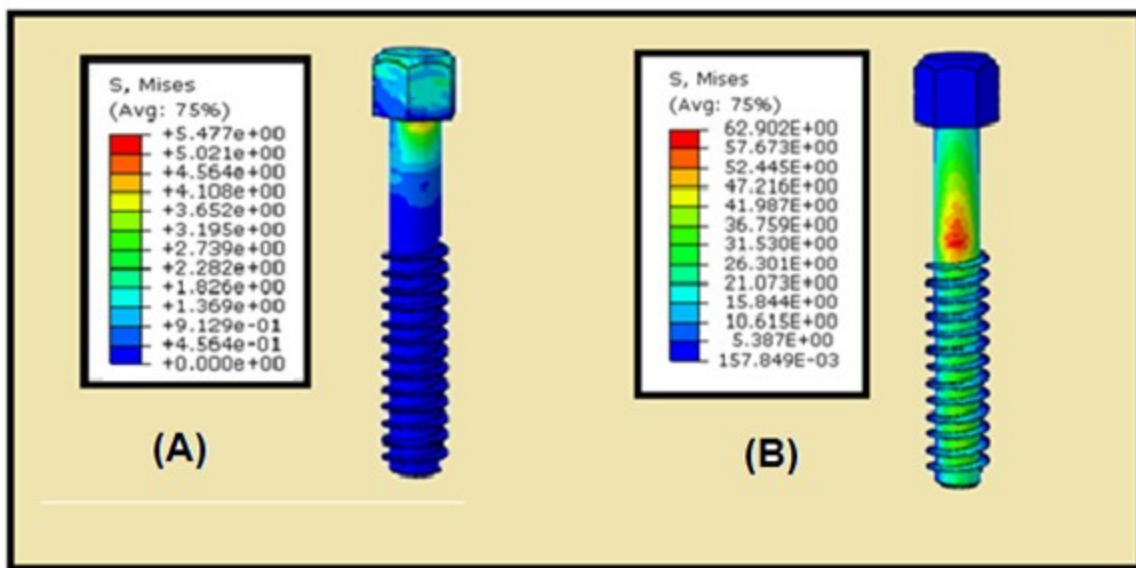 S, Mises
(Avg: 75%)
+5.477e+00
+5.021e+00
+4.564e+00
+4.108e+00
+3.652e+00
+3.195e+00
+2.739e+00
+2.282e+00
+1.826e+00
+1.369e+00
+9.129e-01
+4.564e-01
+0.000e+00
(A)
S, Mises
(Avg: 75%)
62.902E+00
57.673E+00
52.445E+00
47.216E+00
41.987E+00
36.759E+00
31.530E+00
26.301E+00
21.073E+00
15.844E+00
10.615E+00
5.387E+00
157.849E-03
(B)